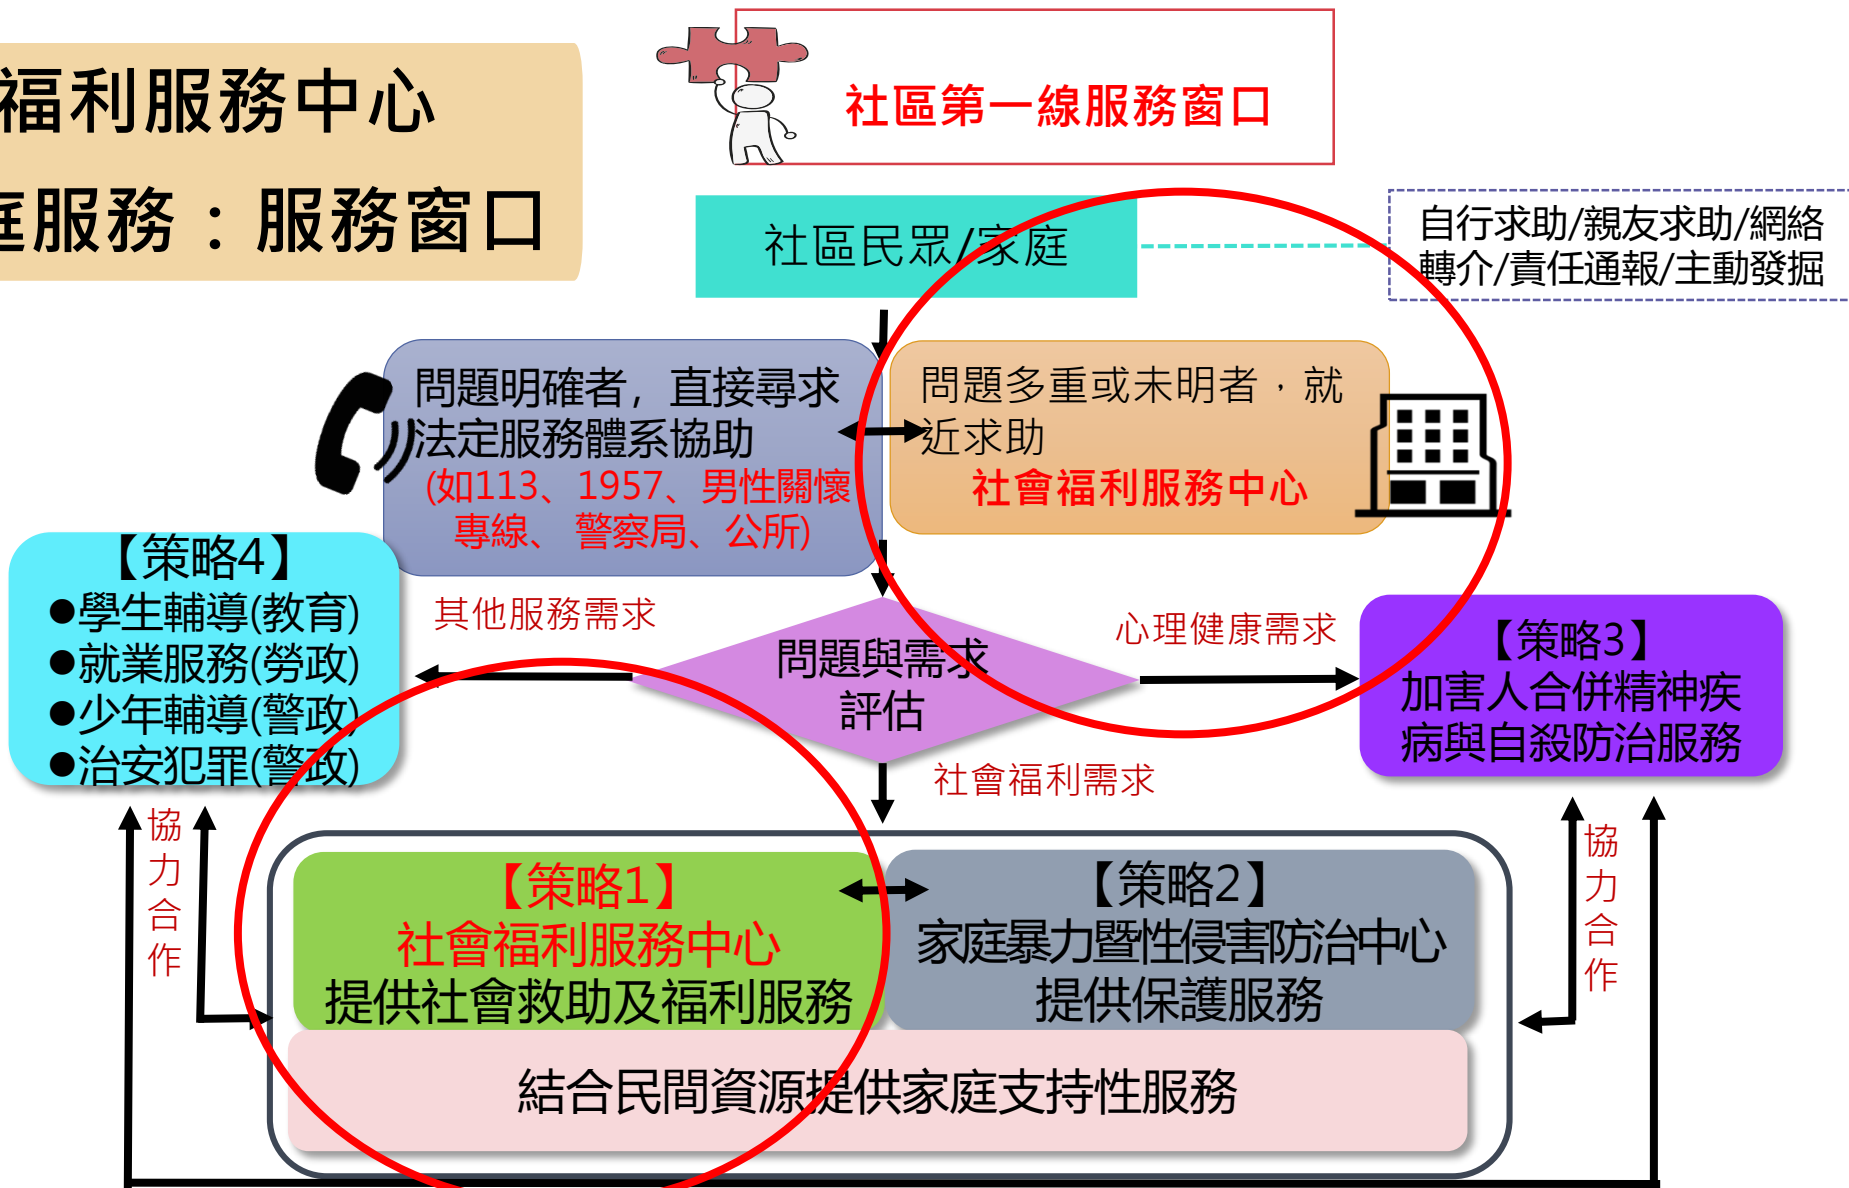 福利服務中心
庭服務：服務窗口
社區第一線服務窗口
社區民眾/家庭
自行求助/親友求助/網絡
轉介/責任通報/主動發掘
問題明確者，直接尋求
法定服務體系協助
(如113、1957、男性關懷
專線、 警察局、公所)
問題多重或未明者，就
近求助
社會福利服務中心
【策略4】
●學生輔導(教育)
●就業服務(勞政)
●少年輔導(警政)
●治安犯罪(警政)
其他服務需求
問題與需求
評估
心理健康需求
【策略3】
加害人合併精神疾
病與自殺防治服務
社會福利需求
協
力
合
作
【策略1】
社會福利服務中心
提供社會救助及福利服務
【策略2】
家庭暴力暨性侵害防治中心
提供保護服務
協
力
合
作
結合民間資源提供家庭支持性服務